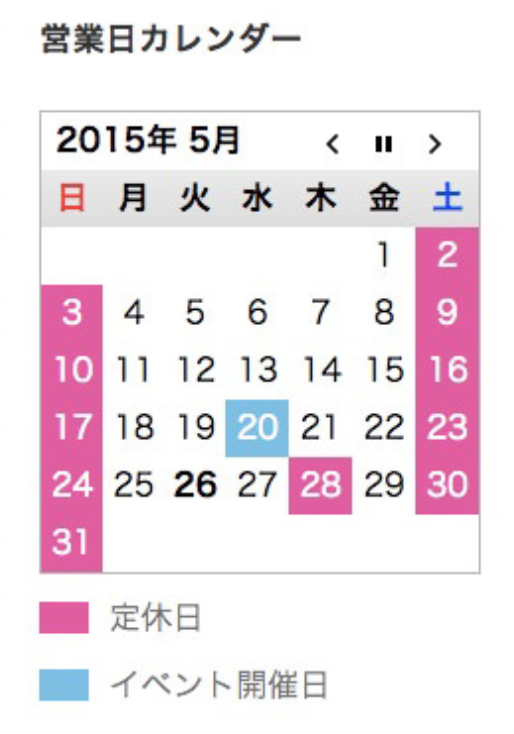 営業日カレンダー
2015年 5月 < II >
日 月 火 水 木 金 土
1 2
3 4 5 6 7 8 9
10 11 12 13 14 15 16
17 18 19 20 21 22 23
24 25 26 27 28 29 30
31
定休日
イベント開催日